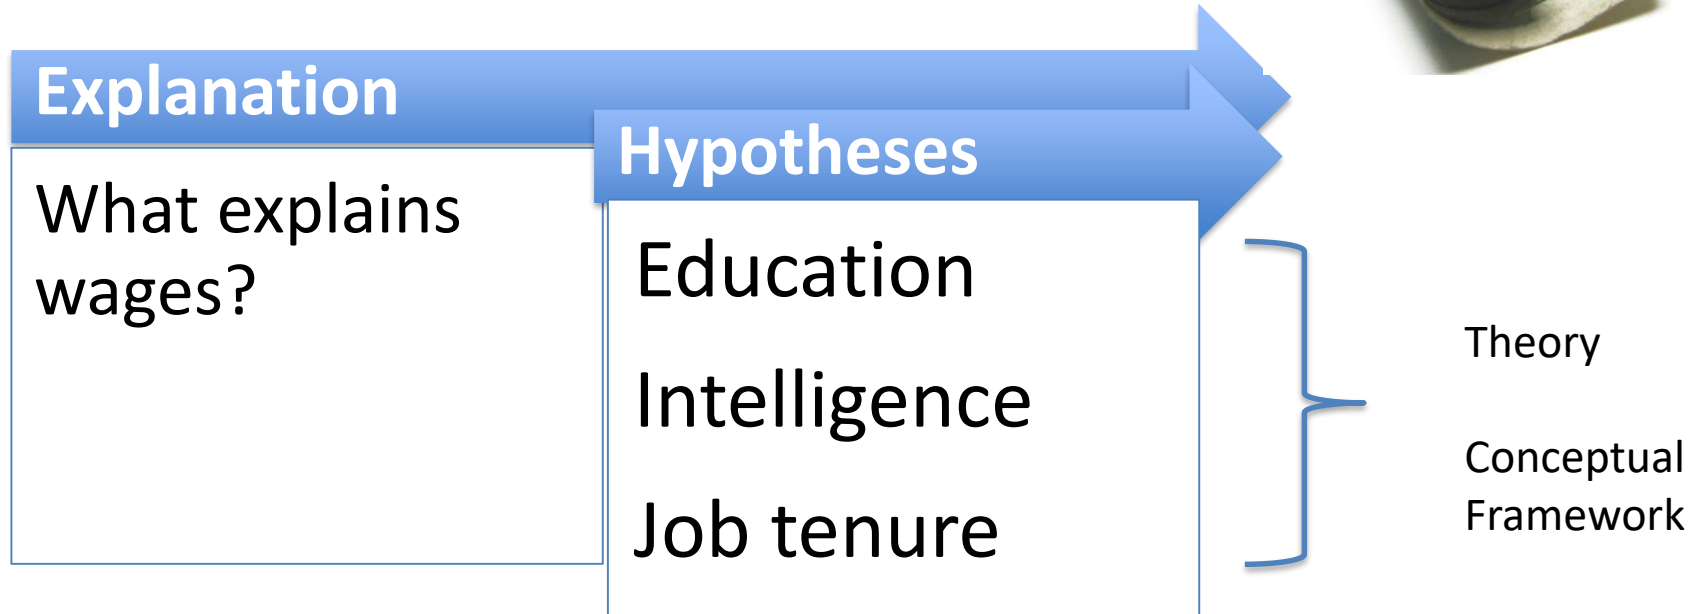 Explanation
What explains
wages?
Hypotheses
Education
Intelligence
Job tenure
Theory
Conceptual
Framework